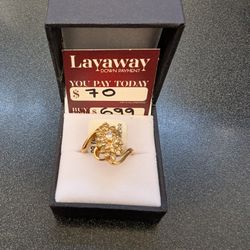 Layaway
DOWN PAYMENT
YOU PAY TODAY
$ 70
BUY
$ 699